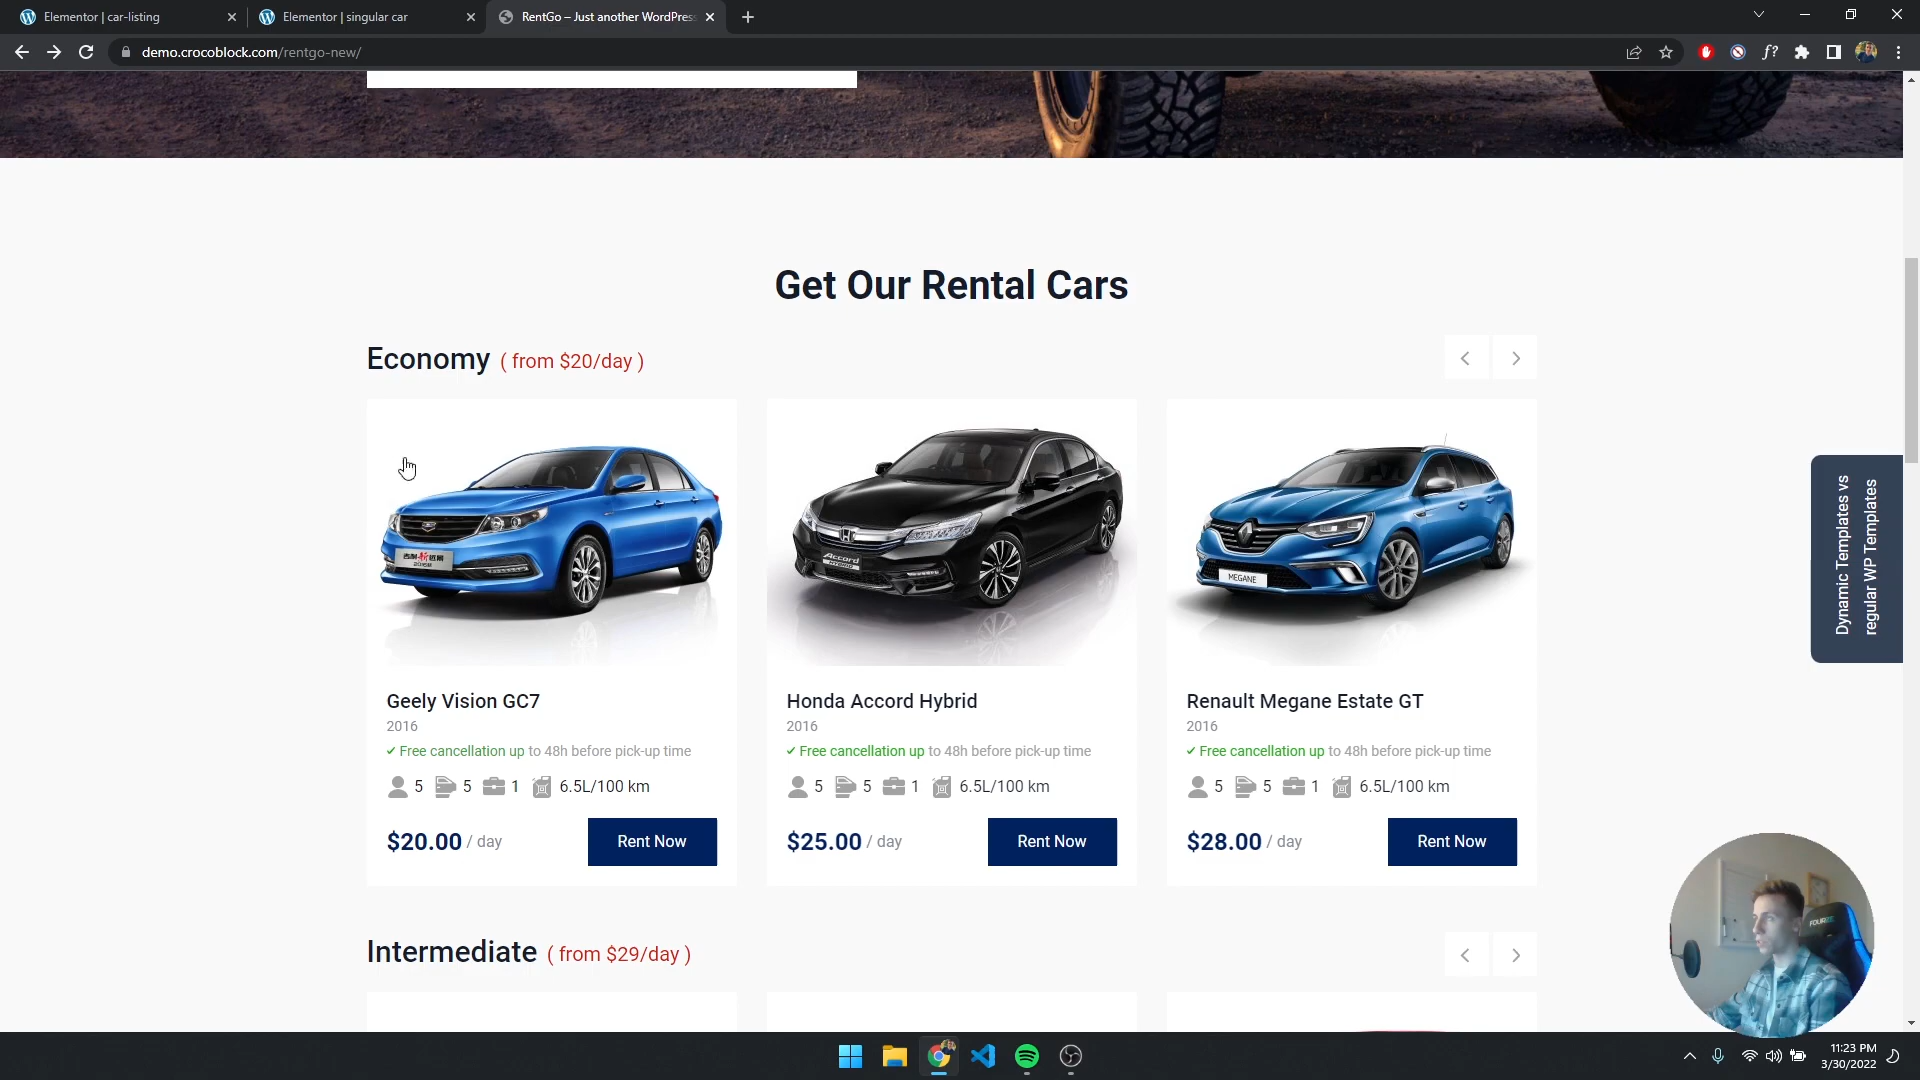 Elementor | car-listing
Elementor | singular car
RentGo – Just another WordPress
demo.crocoblock.com/rentgo-new/
Get Our Rental Cars
Economy ( from $20/day )
Geely Vision GC7
2016
✓ Free cancellation up to 48h before pick-up time
5 5 1 6.5L/100 km
$20.00 / day Rent Now
Accord
HYBRID
Honda Accord Hybrid
2016
✓ Free cancellation up to 48h before pick-up time
5 5 1 6.5L/100 km
$25.00 / day Rent Now
MEGANE
Renault Megane Estate GT
2016
✓ Free cancellation up to 48h before pick-up time
5 5 1 6.5L/100 km
$28.00 / day Rent Now
Dynamic Templates vs
regular WP Templates
Intermediate ( from $29/day )
11:23 PM
3/30/2022